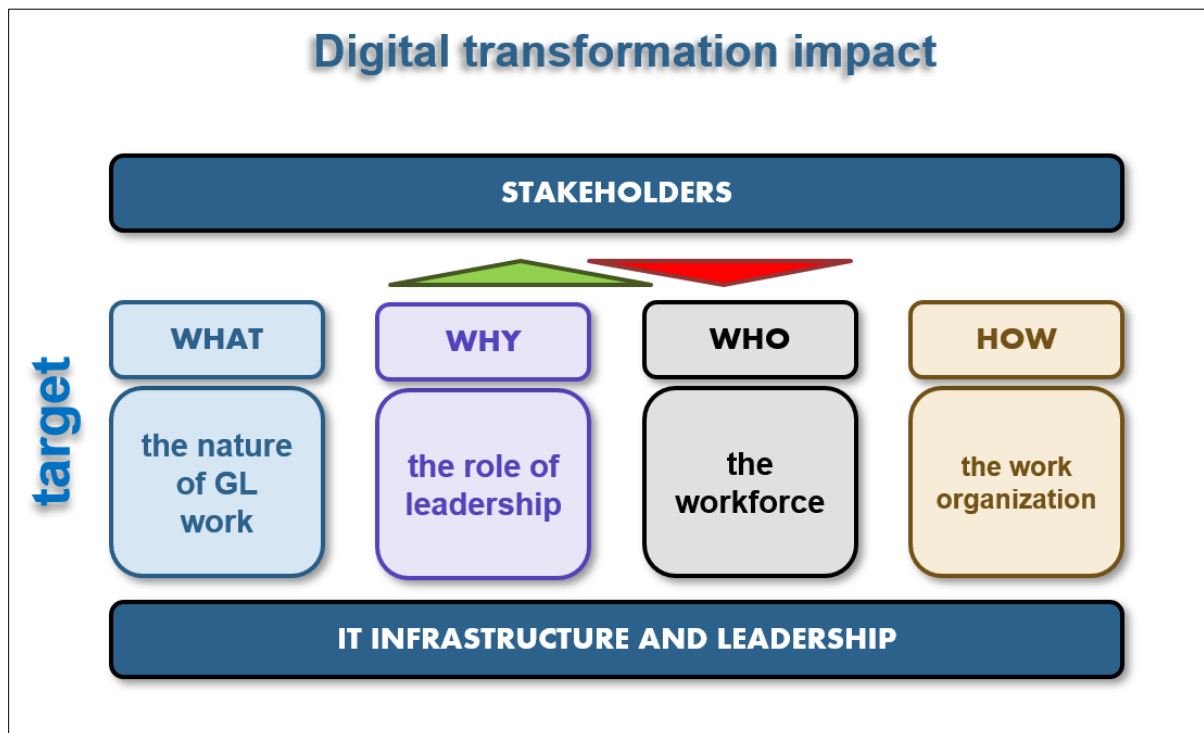 Digital transformation impact
STAKEHOLDERS
target
WHAT
WHY
WHO
HOW
the nature
of GL
work
the role of
leadership
the
workforce
the work
organization
IT INFRASTRUCTURE AND LEADERSHIP